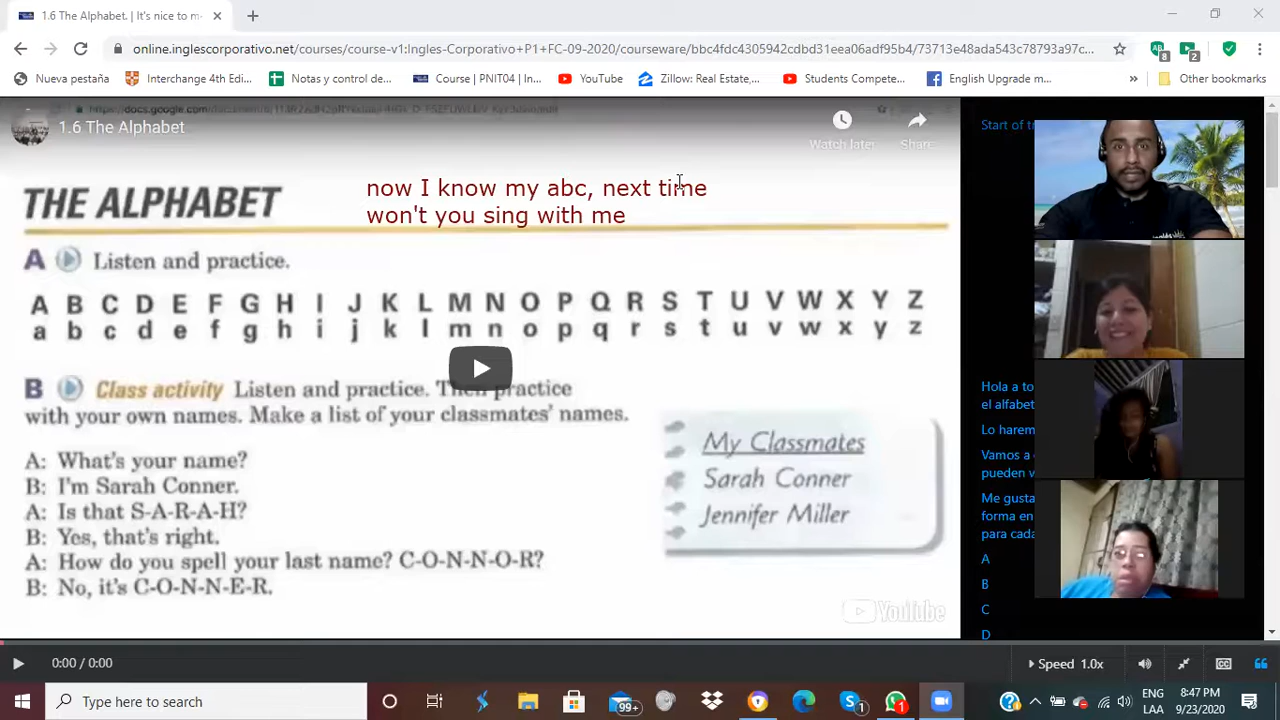 1.6 The Alphabet. | It's nice to m
online.inglescorporativo.net/courses/course-v1:Ingles-Corporativo+P1+FC-09-2020/courseware/bbc4fdc4305942cdbd31eea06adf95b4/73713e48ada543c78793a97c...
8
2
Nueva pestaña
Interchange 4th Edi...
Notas y control de...
Course | PNIT04 | In...
YouTube
Zillow: Real Estate,...
Students Compete...
English Upgrade m
»
Other bookmarks
1.6 The Alphabet
Watch later
Share
Start of
THE ALPHABET
now I know my abc, next time
won't you sing with me
A Listen and practice.
A B C D E F G H I J K L M N O P Q R S T U V W X Y Z
a b c d e f g h i j k l m n o p q r s t u v w x y z
B Class activity Listen and practice. Then practice
with your own names. Make a list of your classmates' names.
A: What's your name?
B: I'm Sarah Conner.
A: Is that S-A-R-A-H?
B: Yes, that's right.
A: How do you spell your last name? C-O-N-N-O-R?
B: No, it's C-O-N-N-E-R.
My Classmates
Sarah Conner
Jennifer Miller
YouTube
Hola a
el
Lo
Vamos a
pueden
Me
forma en
para cada
A
B
C
D
0:00 / 0:00
Speed 1.0x
Type here to search
99+
1
1
ENG
LAA
8:47 PM
9/23/2020